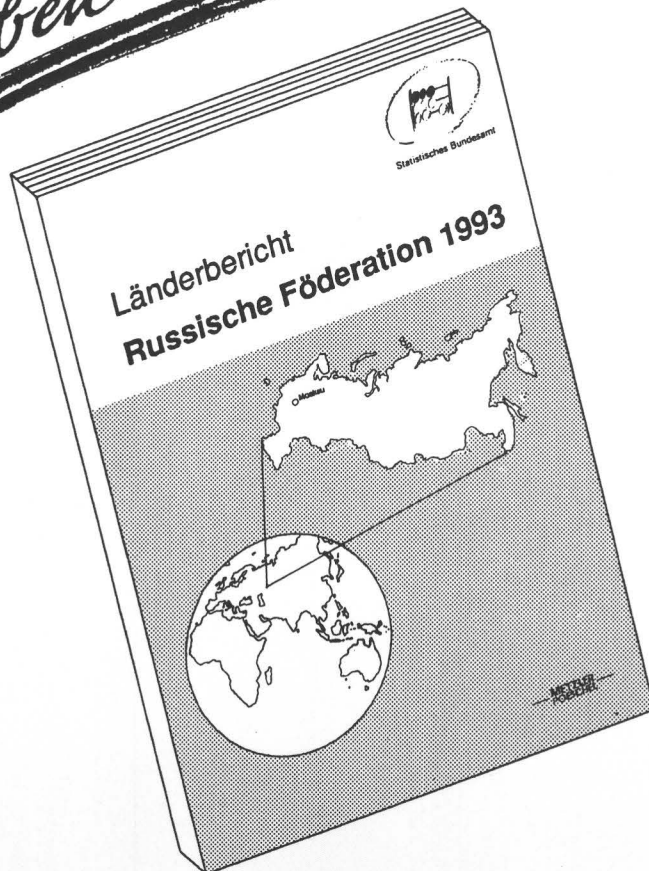 Statistisches Bundesamt
Länderbericht
Russische Föderation 1993
Moskau
METZLER
POESCHEL